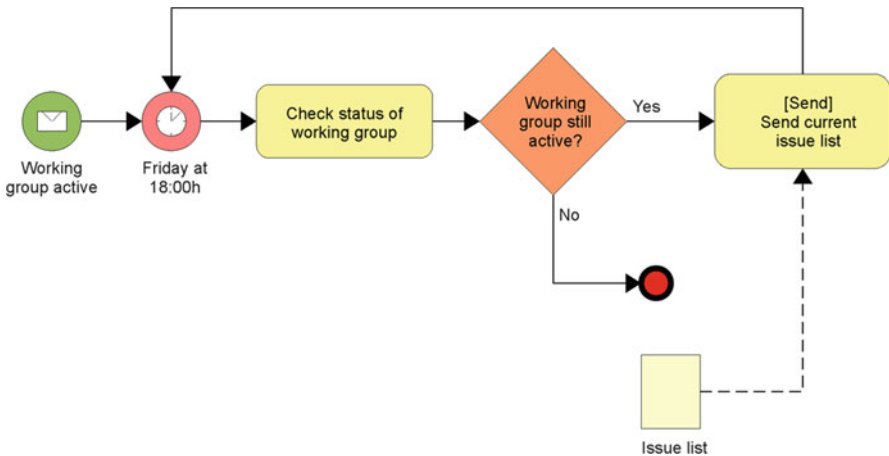 Working
group active
Friday at
18:00h
Check status of
working group
Working
group still
active?
Yes
No
[Send]
Send current
issue list
Issue list